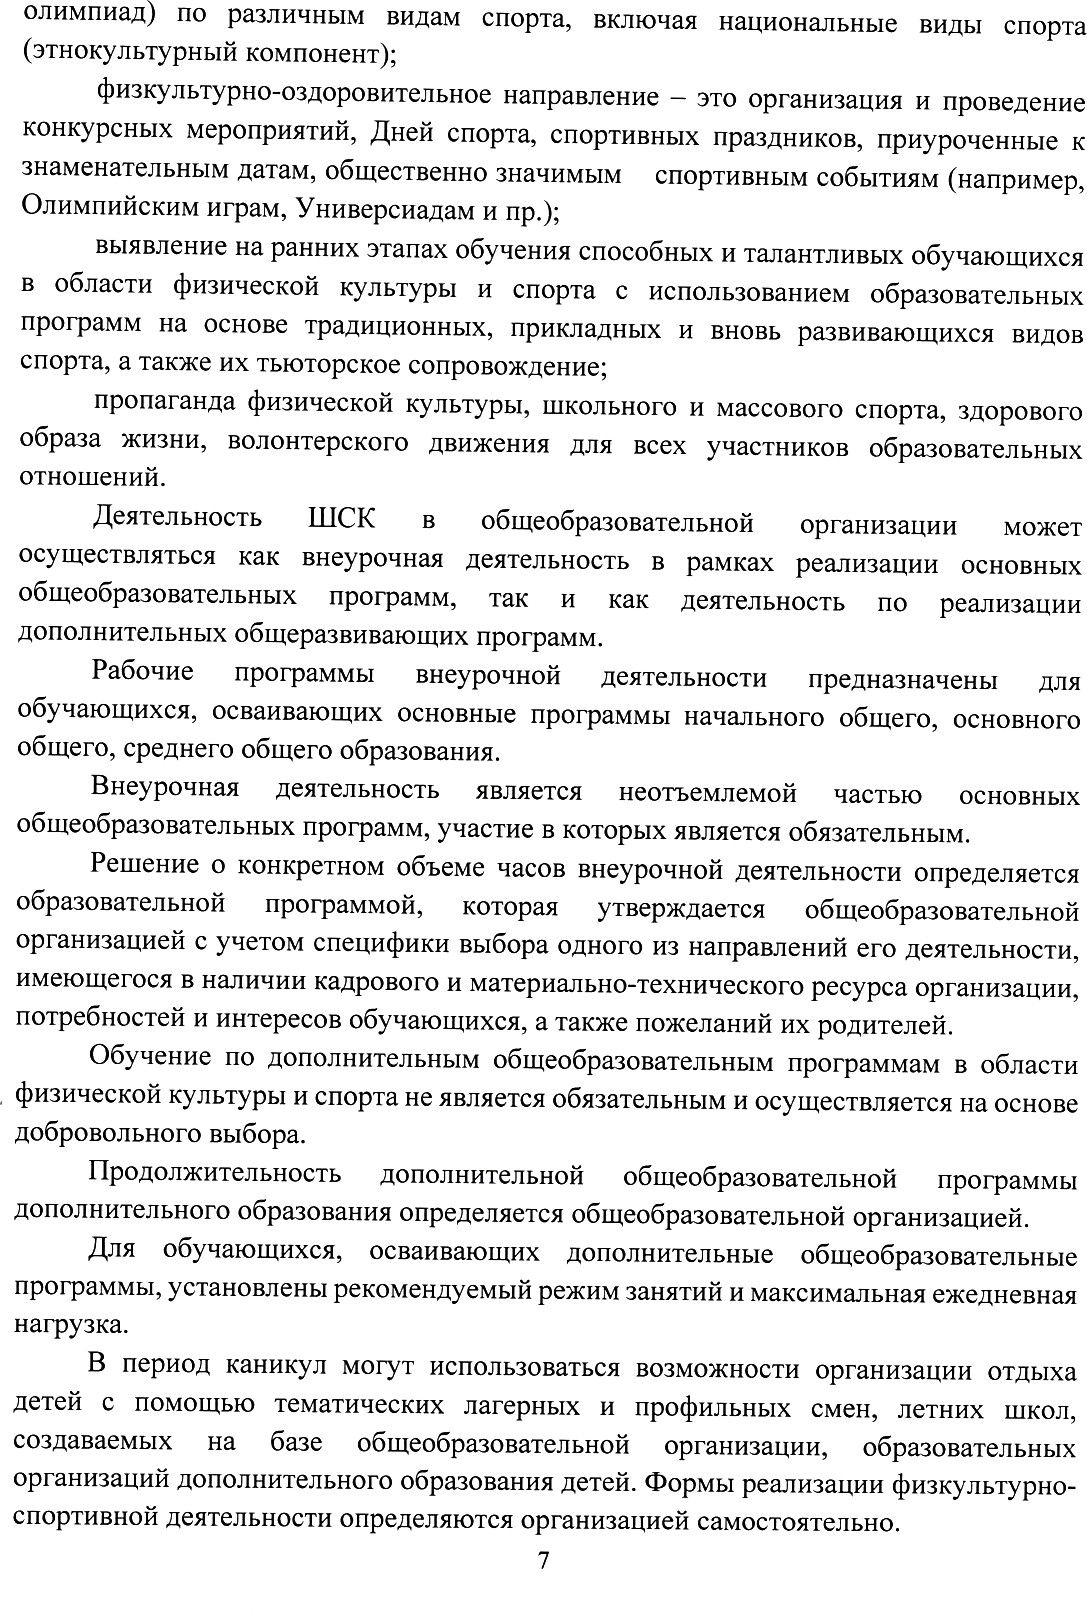 олимпиад) по различным видам спорта, включая национальные виды спорта
(этнокультурный компонент);
физкультурно-оздоровительное направление – это организация и проведение
конкурсных мероприятий, Дней спорта, спортивных праздников, приуроченные к
знаменательным датам, общественно значимым спортивным событиям (например,
Олимпийским играм, Универсиадам и пр.);
выявление на ранних этапах обучения способных и талантливых обучающихся
в области физической культуры и спорта с использованием образовательных
программ на основе традиционных, прикладных и вновь развивающихся видов
спорта, а также их тьюторское сопровождение;
пропаганда физической культуры, школьного и массового спорта, здорового
образа жизни, волонтерского движения для всех участников образовательных
отношений.
Деятельность ШСК в общеобразовательной организации может
осуществляться как внеурочная деятельность в рамках реализации основных
общеобразовательных программ, так и как деятельность по реализации
дополнительных общеразвивающих программ.
Рабочие программы внеурочной деятельности предназначены для
обучающихся, осваивающих основные программы начального общего, основного
общего, среднего общего образования.
Внеурочная деятельность является неотъемлемой частью основных
общеобразовательных программ, участие в которых является обязательным.
Решение о конкретном объеме часов внеурочной деятельности определяется
образовательной программой, которая утверждается общеобразовательной
организацией с учетом специфики выбора одного из направлений его деятельности,
имеющегося в наличии кадрового и материально-технического ресурса организации,
потребностей и интересов обучающихся, а также пожеланий их родителей.
Обучение по дополнительным общеобразовательным программам в области
физической культуры и спорта не является обязательным и осуществляется на основе
добровольного выбора.
Продолжительность дополнительной общеобразовательной программы
дополнительного образования определяется общеобразовательной организацией.
Для обучающихся, осваивающих дополнительные общеобразовательные
программы, установлены рекомендуемый режим занятий и максимальная ежедневная
нагрузка.
В период каникул могут использоваться возможности организации отдыха
детей с помощью тематических лагерных и профильных смен, летних школ,
создаваемых на базе общеобразовательной организации, образовательных
организаций дополнительного образования детей. Формы реализации физкультурно-
спортивной деятельности определяются организацией самостоятельно.
7